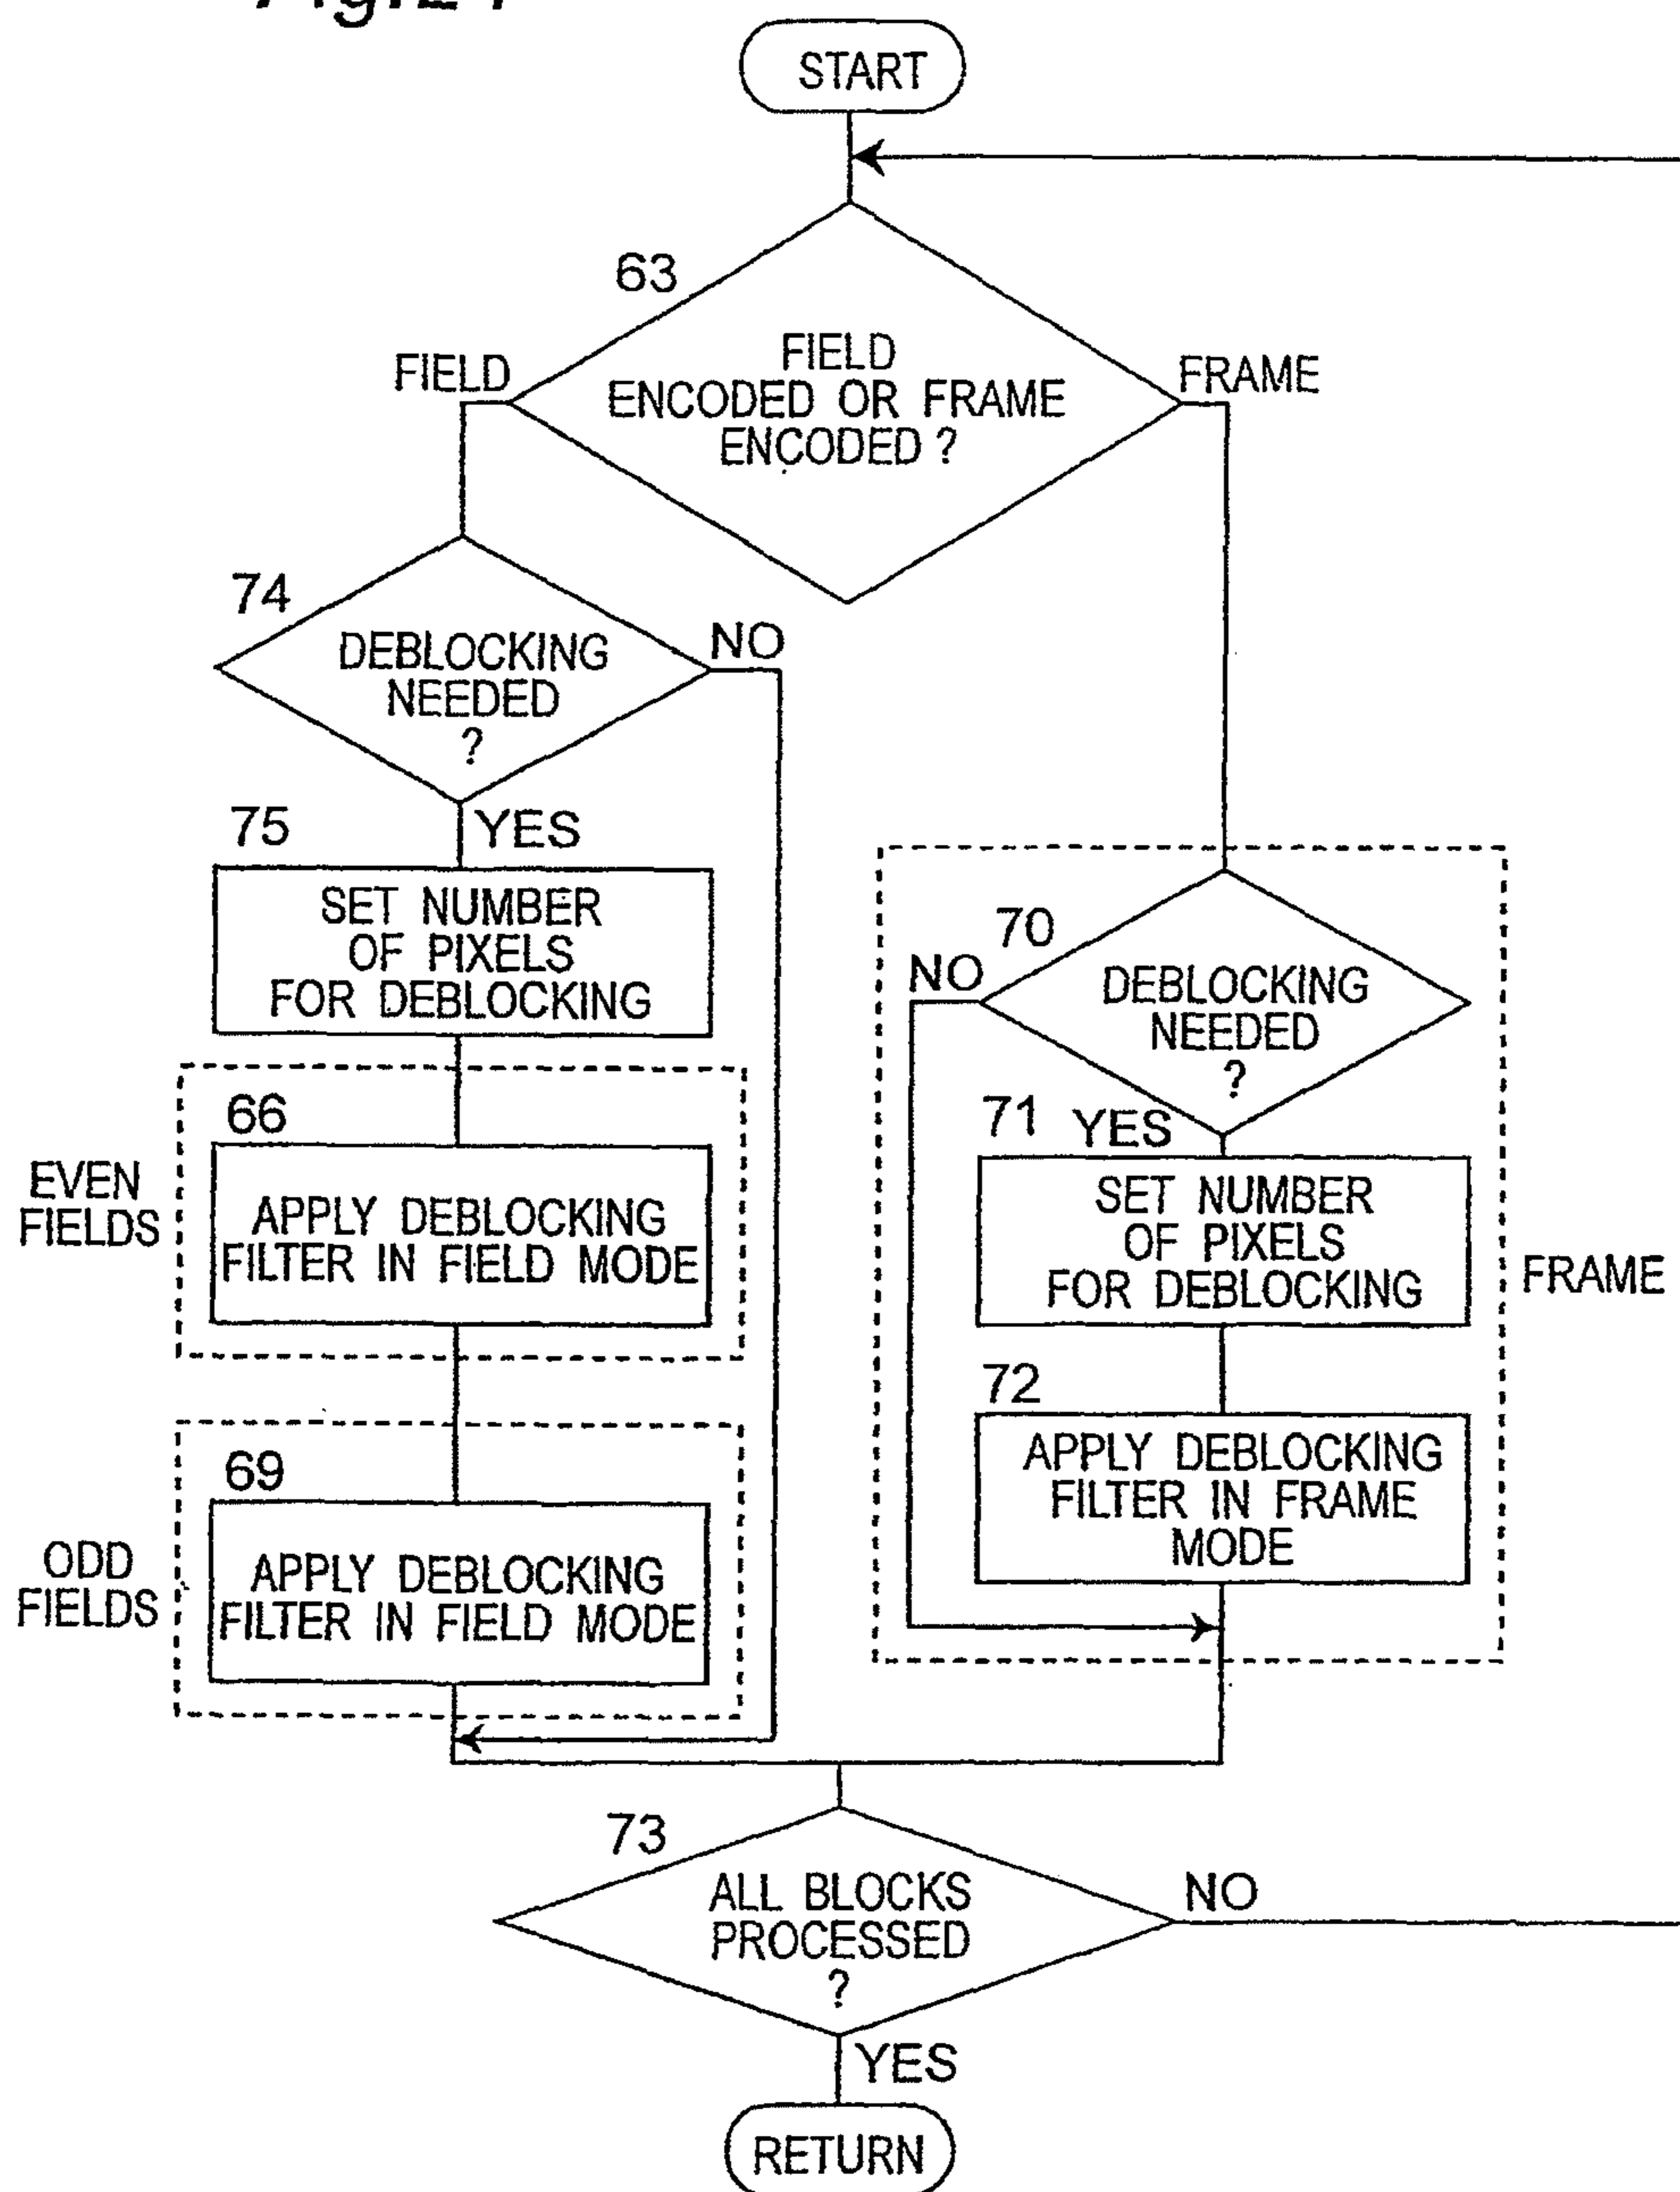 START
63
FIELD
ENCODED OR FRAME
ENCODED ?
FIELD
FRAME
74
DEBLOCKING
NEEDED
?
NO
YES
75
SET NUMBER
OF PIXELS
FOR DEBLOCKING
EVEN
FIELDS
66
APPLY DEBLOCKING
FILTER IN FIELD MODE
ODD
FIELDS
69
APPLY DEBLOCKING
FILTER IN FIELD MODE
70
DEBLOCKING
NEEDED
?
NO
YES
71
SET NUMBER
OF PIXELS
FOR DEBLOCKING
FRAME
72
APPLY DEBLOCKING
FILTER IN FRAME
MODE
73
ALL BLOCKS
PROCESSED
?
NO
YES
RETURN